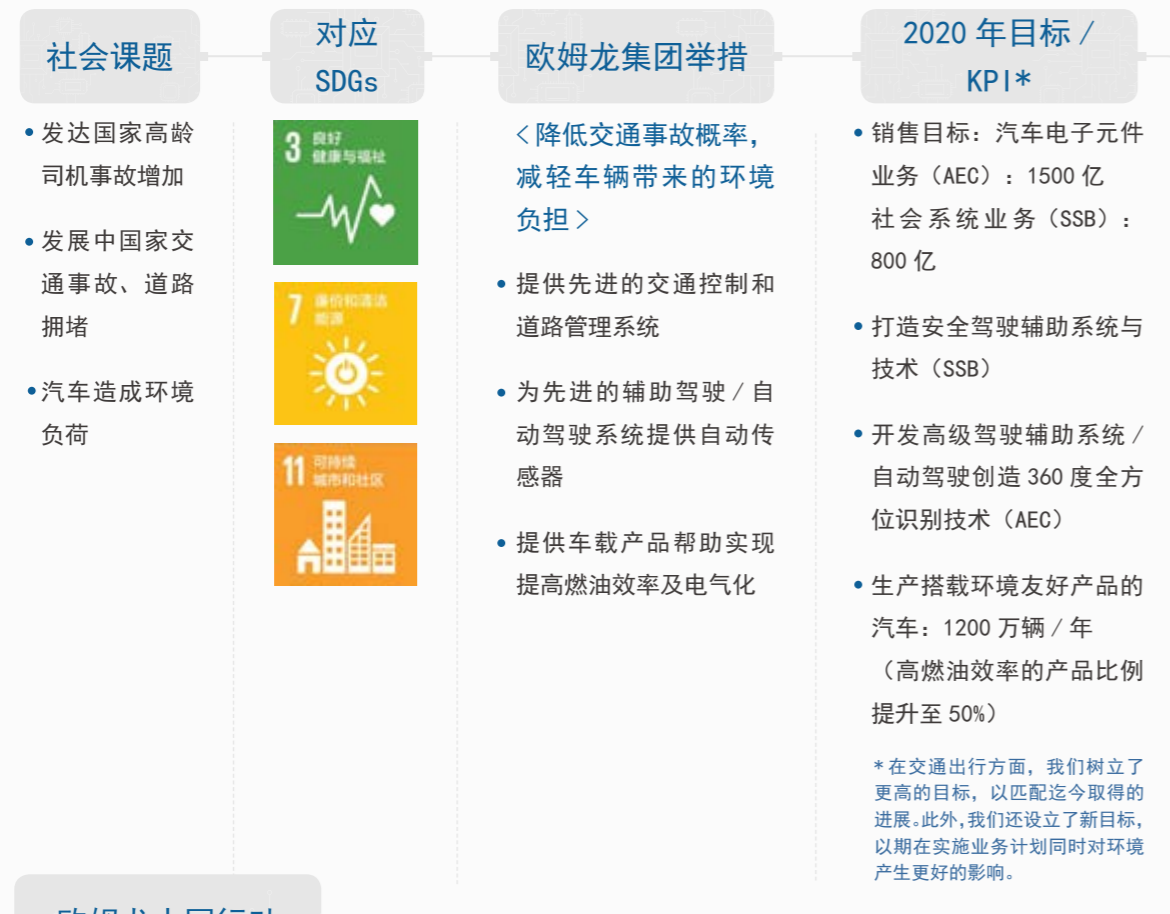 社会课题
对应
SDGs
欧姆龙集团举措
2020 年目标 /
KPI*
• 发达国家高龄
司机事故增加
• 发展中国家交
通事故、道路
拥堵
• 汽车造成环境
负荷
3 良好
健康与福祉
7 廉价和清洁
能源
11 可持续
城市和社区
< 降低交通事故概率，
减轻车辆带来的环境
负担 >
• 提供先进的交通控制和
道路管理系统
• 为先进的辅助驾驶 / 自
动驾驶系统提供自动传
感器
• 提供车载产品帮助实现
提高燃油效率及电气化
• 销售目标：汽车电子元件
业务（AEC）：1500 亿
社会系统业务（SSB）：
800 亿
• 打造安全驾驶辅助系统与
技术（SSB）
• 开发高级驾驶辅助系统 /
自动驾驶创造 360 度全方
位识别技术（AEC）
• 生产搭载环境友好产品的
汽车：1200 万辆 / 年
（高燃油效率的产品比例
提升至 50%）
* 在交通出行方面，我们树立了
更高的目标，以匹配迄今取得的
进展。此外，我们还设立了新目标，
以期在实施业务计划同时对环境
产生更好的影响。